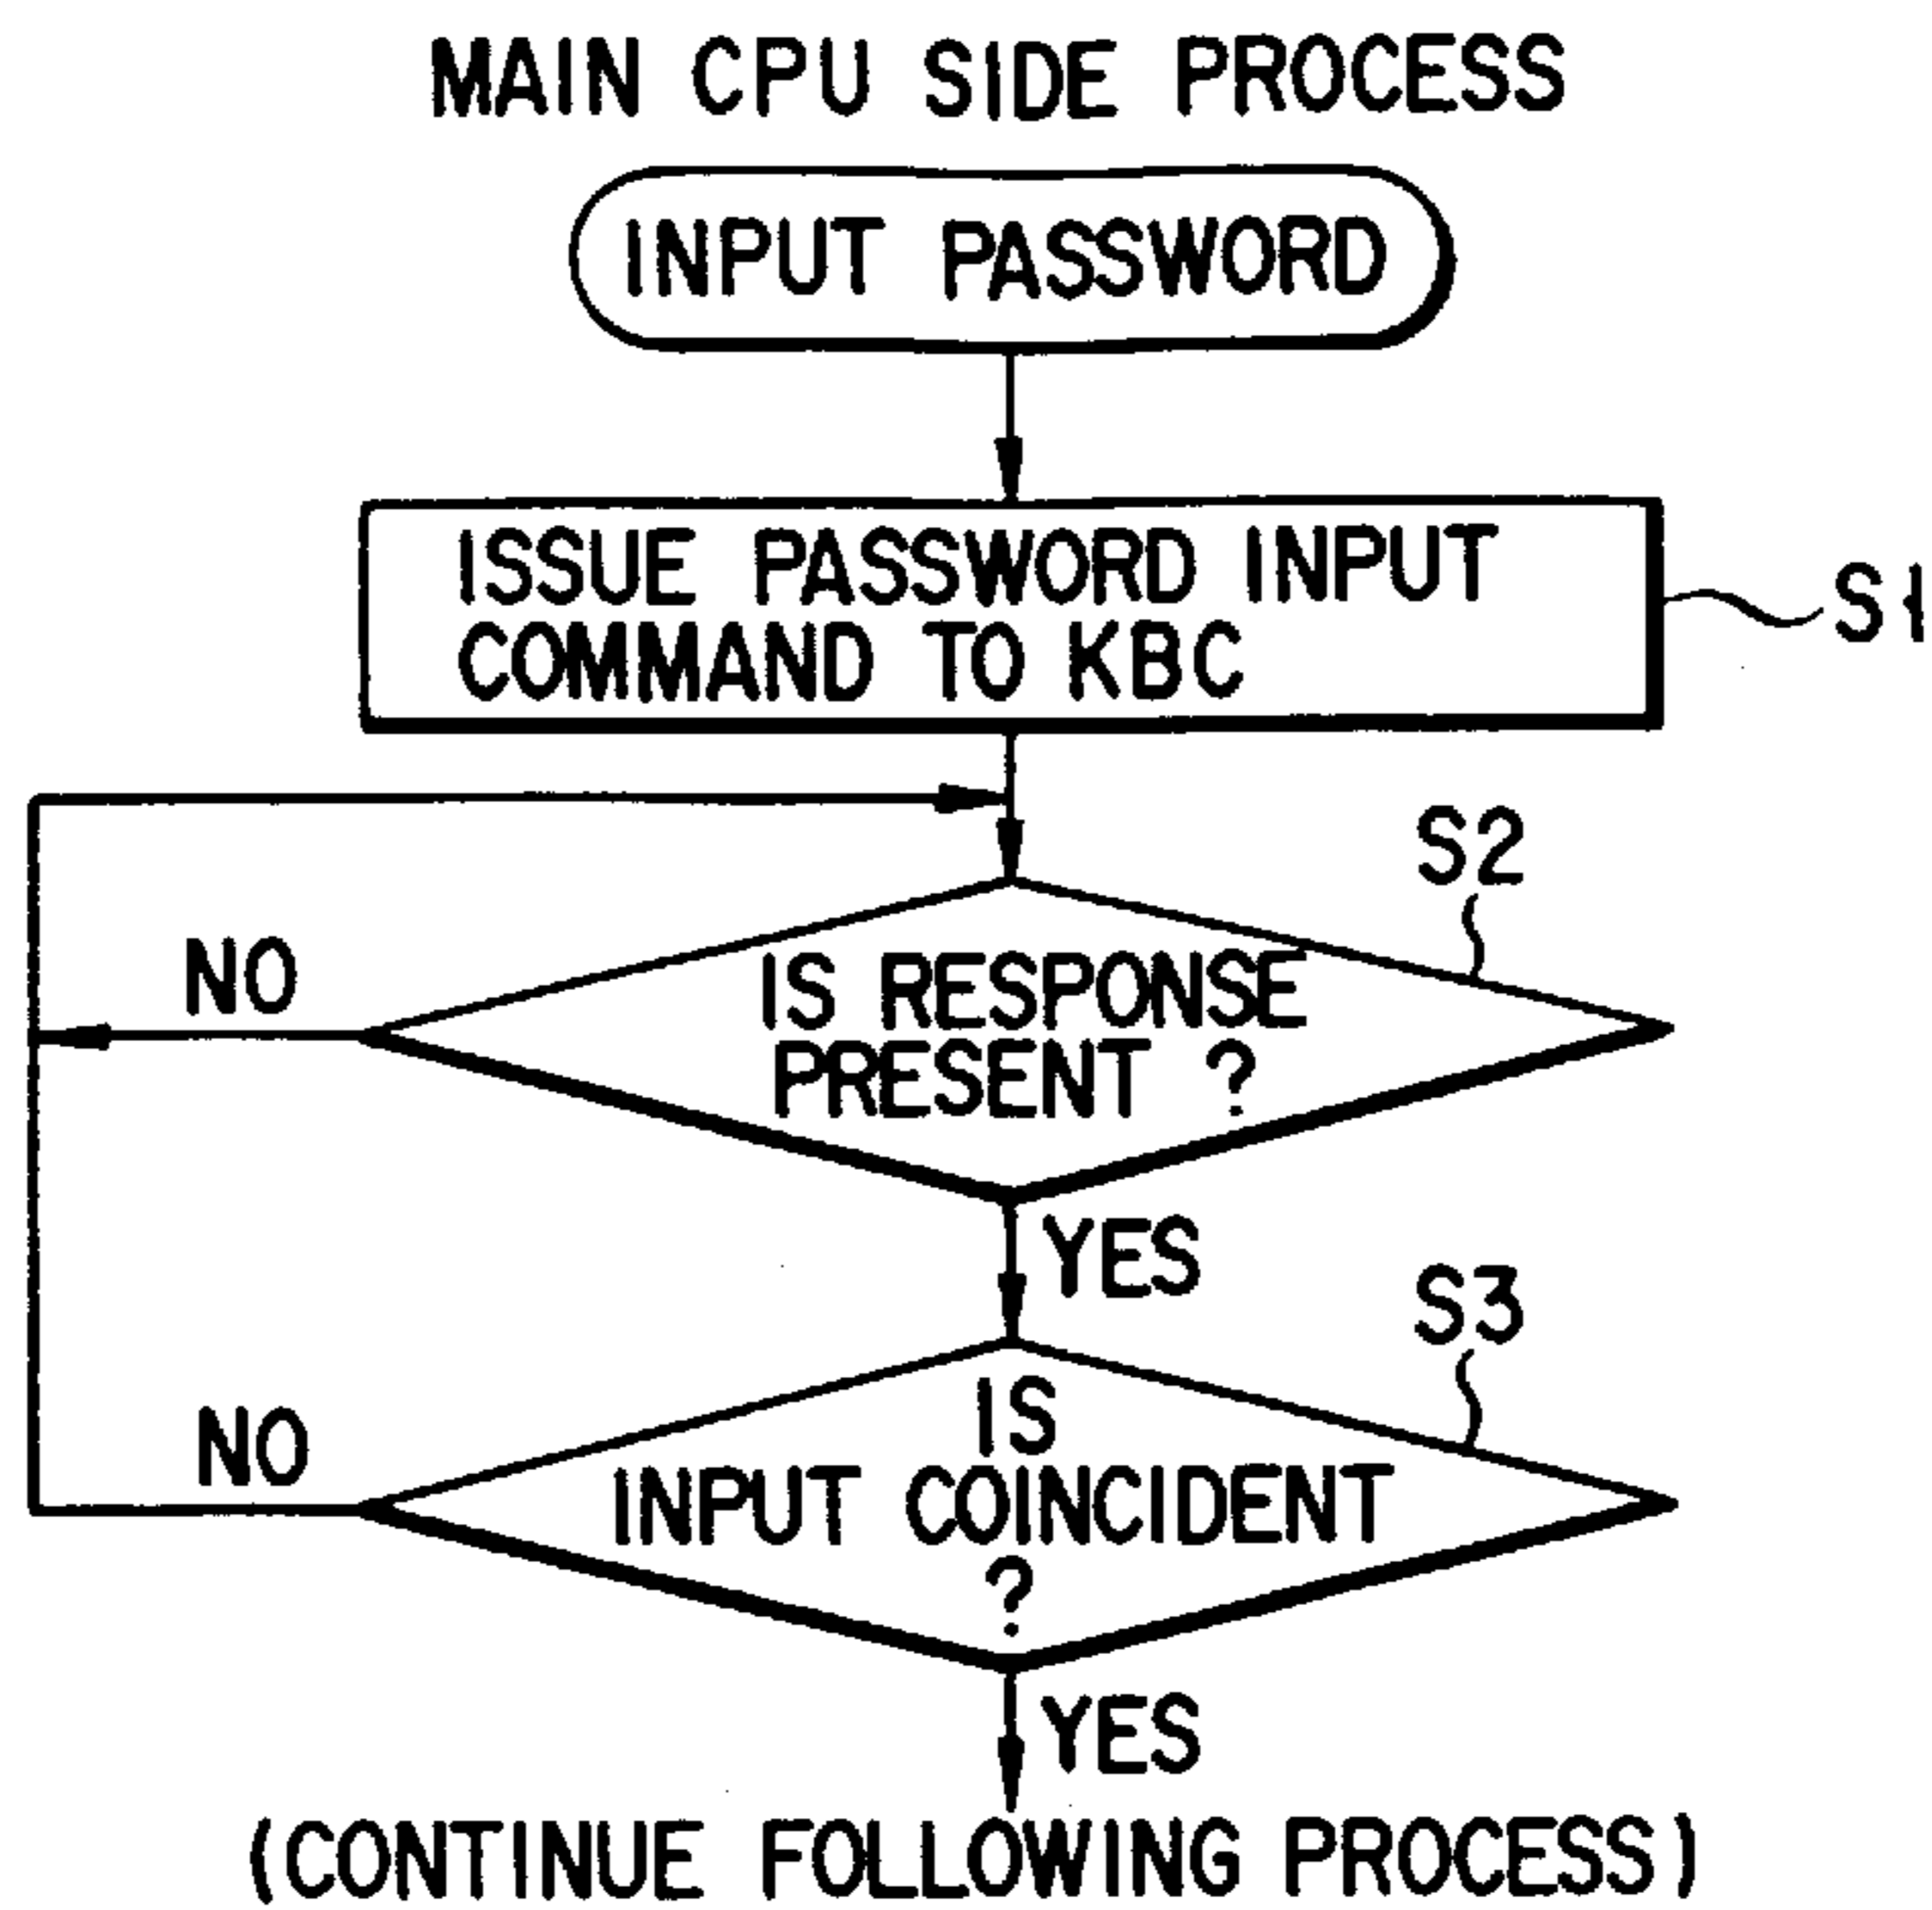 MAIN CPU SIDE PROCESS
INPUT PASSWORD
ISSUE PASSWORD INPUT
COMMAND TO KBC
S1
S2
NO
IS RESPONSE
PRESENT ?
YES
S3
NO
IS
INPUT COINCIDENT
?
YES
(CONTINUE FOLLOWING PROCESS)